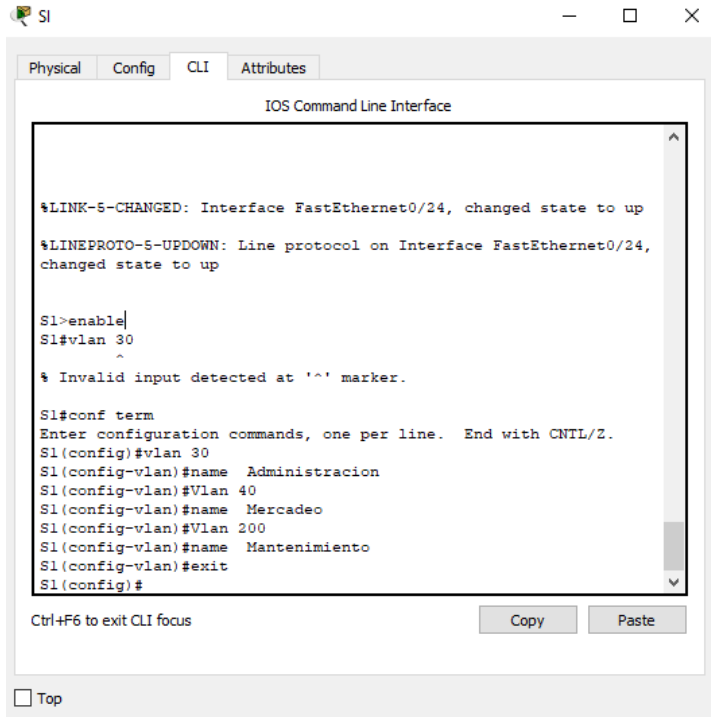 SI
Physical Config CLI Attributes
IOS Command Line Interface
%LINK-5-CHANGED: Interface FastEthernet0/24, changed state to up
%LINEPROTO-5-UPDOWN: Line protocol on Interface FastEthernet0/24,
changed state to up
S1>enable
S1#vlan 30
^
% Invalid input detected at '^' marker.
S1#conf term
Enter configuration commands, one per line.  End with CNTL/Z.
S1(config)#vlan 30
S1(config-vlan)#name  Administracion
S1(config-vlan)#Vlan 40
S1(config-vlan)#name  Mercadeo
S1(config-vlan)#Vlan 200
S1(config-vlan)#name  Mantenimiento
S1(config-vlan)#exit
S1(config)#
Ctrl+F6 to exit CLI focus
Copy Paste
Top